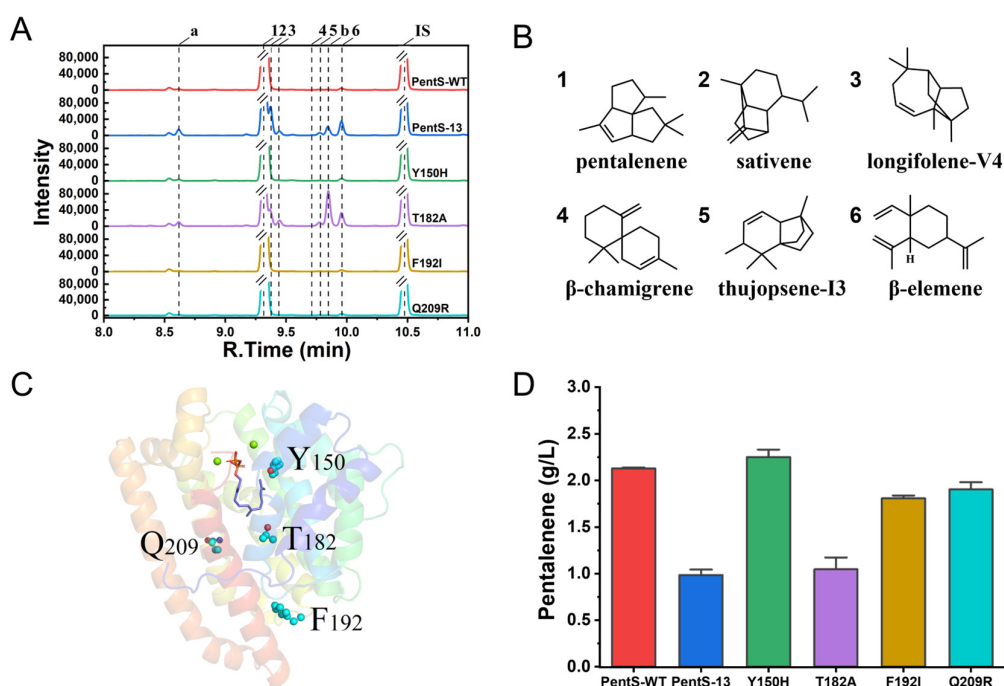 A
a 1 2 3 4 5 b 6 IS
80,000
40,000
0
PentS-WT
80,000
40,000
0
PentS-13
80,000
40,000
0
Y150H
80,000
40,000
0
T182A
80,000
40,000
0
F192I
80,000
40,000
0
Q209R
Intensity
8.0 8.5 9.0 9.5 10.0 10.5 11.0
R.Time (min)
B
1 2 3
pentalenene sativene longifolene-V4
4 5 6
H
β-chamigrene thujopsene-I3 β-elemene
C
Y150
T182
Q209
F192
D
3.0
2.5
2.0
1.5
1.0
0.5
0.0
Pentalenene (g/L)
PentS-WT PentS-13 Y150H T182A F192I Q209R